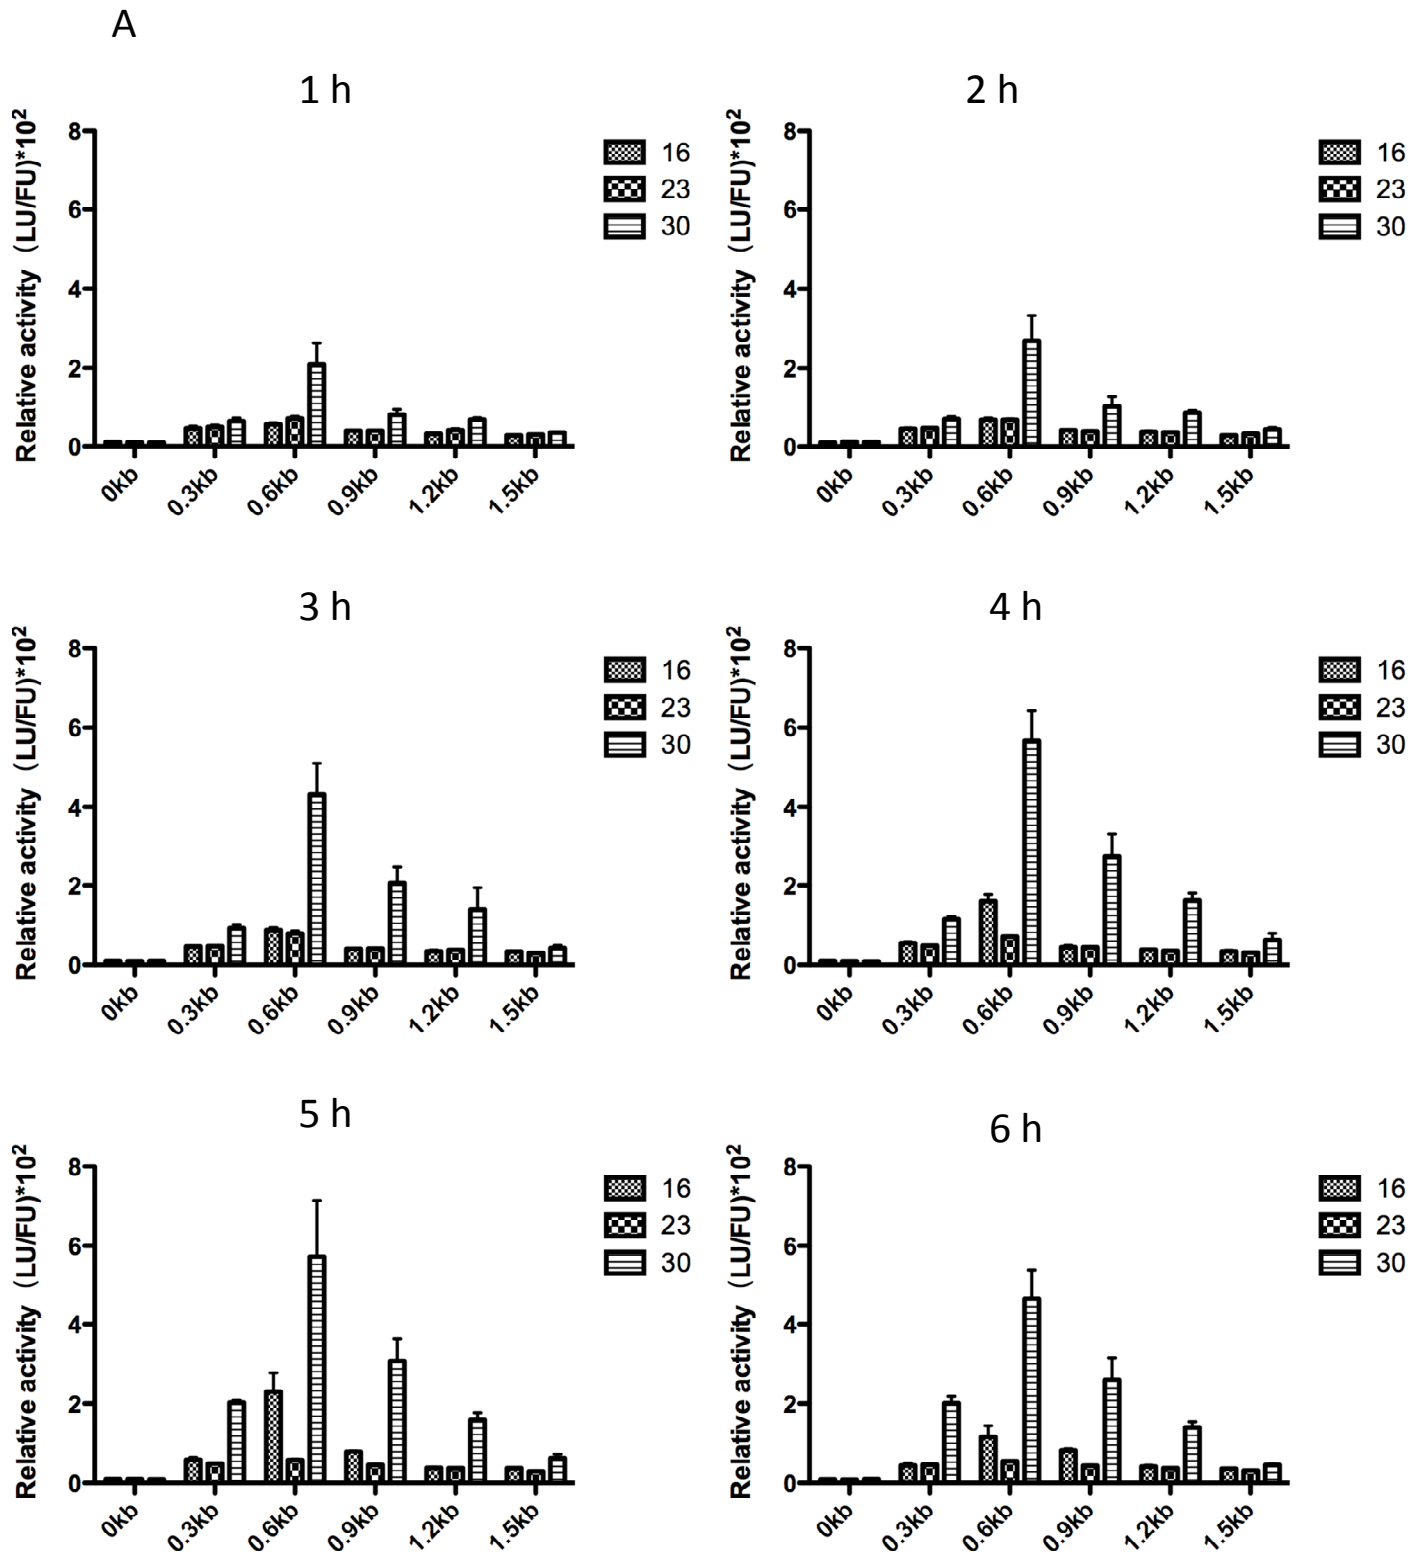 A
1 h
Relative activity (LU/FU)*10²
8
6
4
2
0
0kb
0.3kb
0.6kb
0.9kb
1.2kb
1.5kb
16
23
30
2 h
Relative activity (LU/FU)*10²
8
6
4
2
0
0kb
0.3kb
0.6kb
0.9kb
1.2kb
1.5kb
16
23
30
3 h
Relative activity (LU/FU)*10²
8
6
4
2
0
0kb
0.3kb
0.6kb
0.9kb
1.2kb
1.5kb
16
23
30
4 h
Relative activity (LU/FU)*10²
8
6
4
2
0
0kb
0.3kb
0.6kb
0.9kb
1.2kb
1.5kb
16
23
30
5 h
Relative activity (LU/FU)*10²
8
6
4
2
0
0kb
0.3kb
0.6kb
0.9kb
1.2kb
1.5kb
16
23
30
6 h
Relative activity (LU/FU)*10²
8
6
4
2
0
0kb
0.3kb
0.6kb
0.9kb
1.2kb
1.5kb
16
23
30